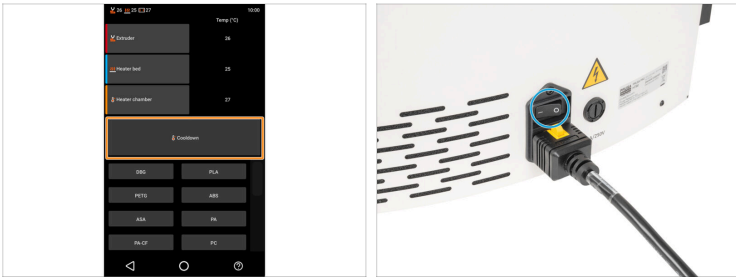 26 25 27 10:00
Temp (°C)
Extruder 26
Heater bed 25
Heater chamber 27
Cooldown
DBG PLA
PETG ABS
ASA PA
PA-CF PC